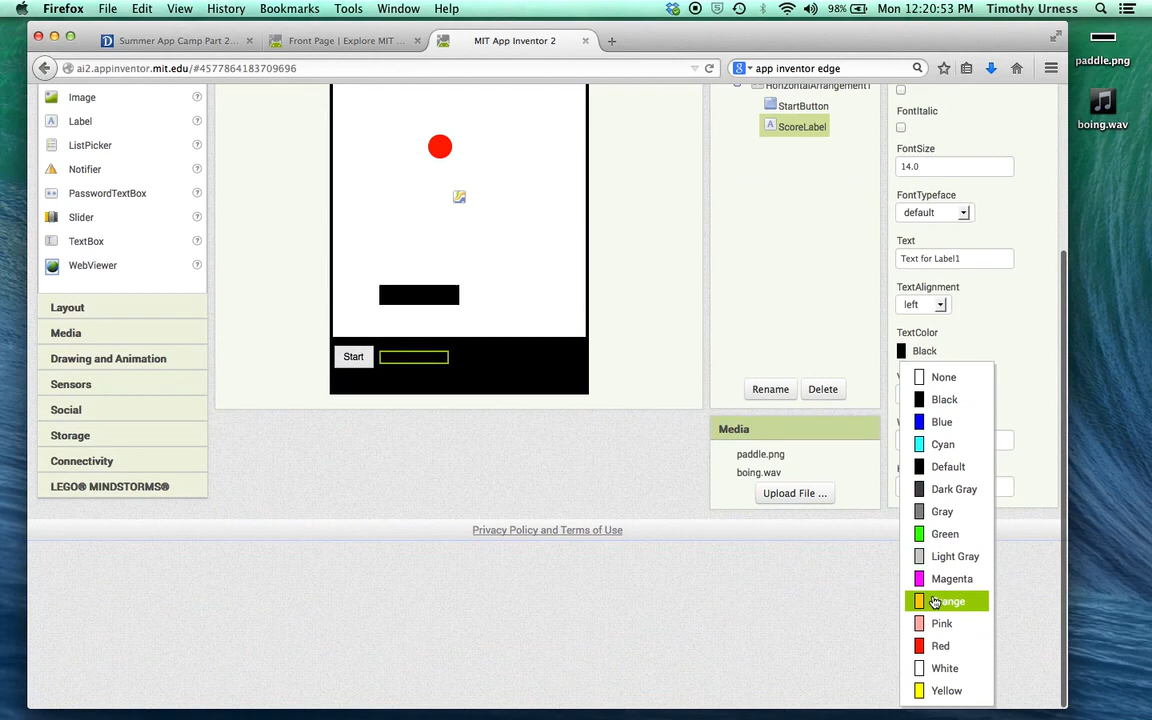 Firefox File Edit View History Bookmarks Tools Window Help 98% Mon 12:20:53 PM Timothy Urness
Summer App Camp Part 2...
Front Page | Explore MIT ...
MIT App Inventor 2
ai2.appinventor.mit.edu/#4577864183709696
app inventor edge
paddle.png
boing.wav
Image
Label
ListPicker
Notifier
PasswordTextBox
Slider
TextBox
WebViewer
Layout
Media
Drawing and Animation
Sensors
Social
Storage
Connectivity
LEGO® MINDSTORMS®
Start
HorizontalArrangement1
StartButton
ScoreLabel
Rename
Delete
Media
paddle.png
boing.wav
Upload File ...
FontItalic
FontSize
14.0
FontTypeface
default
Text
Text for Label1
TextAlignment
left
TextColor
Black
None
Black
Blue
Cyan
Default
Dark Gray
Gray
Green
Light Gray
Magenta
Pink
Red
White
Yellow
Privacy Policy and Terms of Use